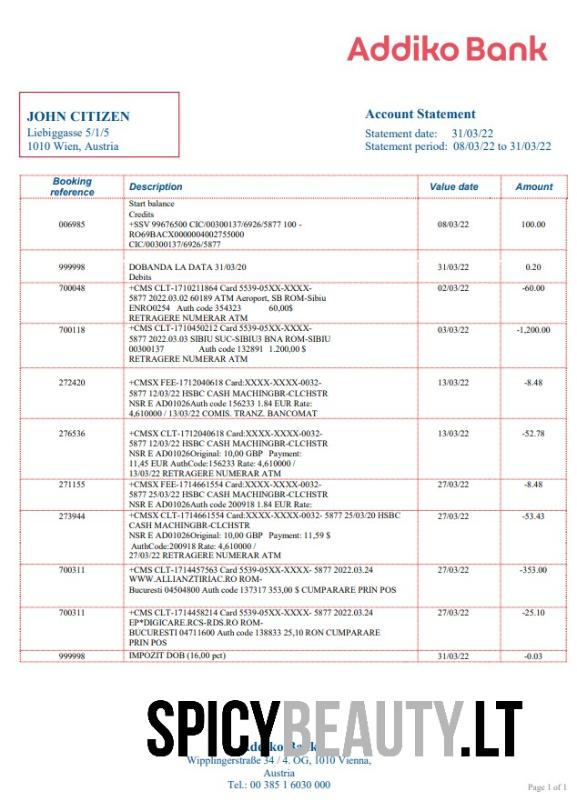 Addiko Bank
JOHN CITIZEN
Liebiggasse 5/1/5
1010 Wien, Austria
Account Statement
Statement date: 31/03/22
Statement period: 08/03/22 to 31/03/22
Booking reference Description Value date Amount
Start balance
Credits
006985 +SSV 99676500 CIC/00300137/6926/5877 100 - 08/03/22 100.00
RO69BACX0000004002755000
CIC/00300137/6926/5877
999998 DOBANDA LA DATA 31/03/20 31/03/22 0.20
Debits
700048 +CMS CLT-1710211864 Card 5539-05XX-XXXX- 02/03/22 -60.00
5877 2022.03.02 60189 ATM Aeroport, SB ROM-Sibiu
ENRO0254 Auth code 354323 60,00$
RETRAGERE NUMERAR ATM
700118 +CMS CLT-1710450212 Card 5539-05XX-XXXX- 03/03/22 -1,200.00
5877 2022.03.03 SIBIU SUC-SIBIU3 BNA ROM-SIBIU
00300137 Auth code 132891 1.200,00 $
RETRAGERE NUMERAR ATM
272420 +CMSX FEE-1712040618 Card:XXXX-XXXX-0032- 13/03/22 -8.48
5877 12/03/22 HSBC CASH MACHINGBR-CLCHSTR
NSR E AD01026Auth code 156233 1.84 EUR Rate:
4,610000 / 13/03/22 COMIS. TRANZ. BANCOMAT
276536 +CMSX CLT-1712040618 Card:XXXX-XXXX-0032- 13/03/22 -52.78
5877 12/03/22 HSBC CASH MACHINGBR-CLCHSTR
NSR E AD01026Original: 10,00 GBP Payment:
11,45 EUR AuthCode:156233 Rate: 4,610000 /
13/03/22 RETRAGERE NUMERAR ATM
271155 +CMSX FEE-1714661554 Card:XXXX-XXXX-0032- 27/03/22 -8.48
5877 25/03/22 HSBC CASH MACHINGBR-CLCHSTR
NSR E AD01026Auth code 200918 1.84 EUR Rate:
273944 +CMSX CLT-1714661554 Card:XXXX-XXXX-0032- 5877 25/03/20 HSBC 27/03/22 -53.43
CASH MACHINGBR-CLCHSTR
NSR E AD01026Original: 10,00 GBP Payment: 11,59 $
AuthCode:200918 Rate: 4,610000 /
27/03/22 RETRAGERE NUMERAR ATM
700311 +CMS CLT-1714457563 Card 5539-05XX-XXXX- 5877 2022.03.24 27/03/22 -353.00
WWW.ALLIANZTIRIAC.RO ROM-
Bucuresti 04504800 Auth code 137317 353,00 $ CUMPARARE PRIN POS
700311 +CMS CLT-1714458214 Card 5539-05XX-XXXX- 5877 2022.03.24 27/03/22 -25.10
EP*DIGICARE.RCS-RDS.RO ROM-
BUCURESTI 04711600 Auth code 138833 25,10 RON CUMPARARE
PRIN POS
999998 IMPOZIT DOB (16,00 pct) 31/03/22 -0.03
SPICYBEAUTY.LT
Addiko Bank
Wipplingerstraße 34 / 4. OG, 1010 Vienna,
Austria
Tel.: 00 385 1 6030 000
Page 1 of 1